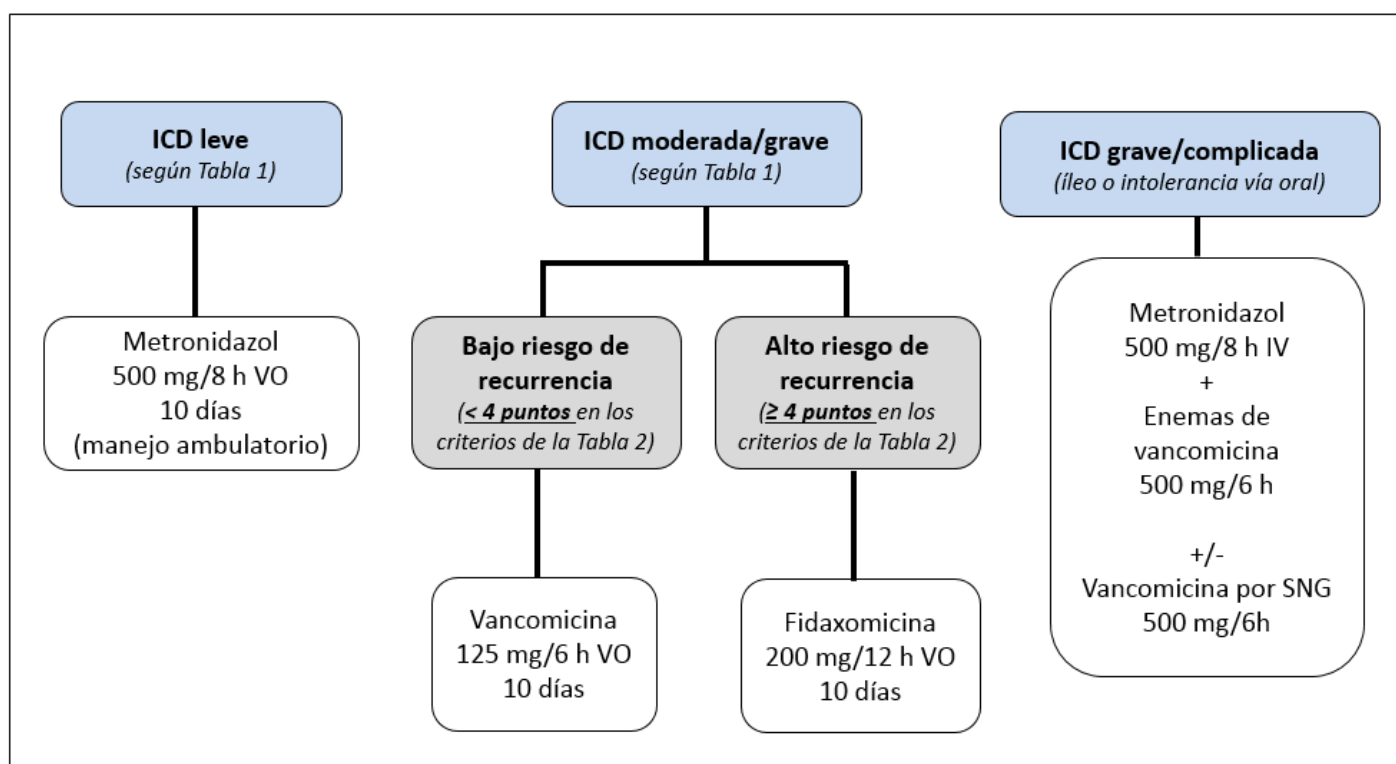 ICD leve
(según Tabla 1)
Metronidazol
500 mg/8 h VO
10 días
(manejo ambulatorio)
ICD moderada/grave
(según Tabla 1)
Bajo riesgo de
recurrencia
(< 4 puntos en los
criterios de la Tabla 2)
Vancomicina
125 mg/6 h VO
10 días
Alto riesgo de
recurrencia
(≥ 4 puntos en los
criterios de la Tabla 2)
Fidaxomicina
200 mg/12 h VO
10 días
ICD grave/complicada
(íleo o intolerancia vía oral)
Metronidazol
500 mg/8 h IV
+
Enemas de
vancomicina
500 mg/6 h
+/-
Vancomicina por SNG
500 mg/6h